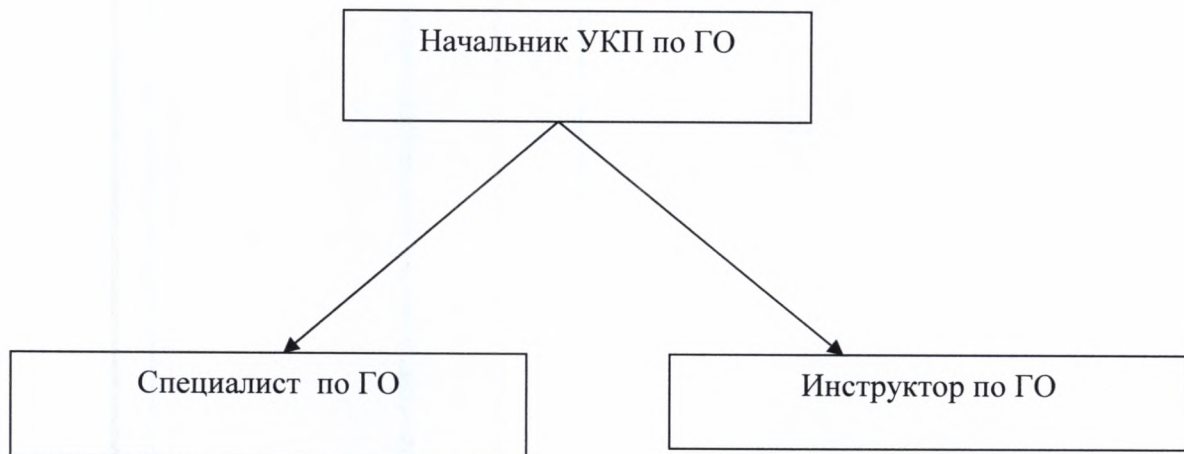 Начальник УКП по ГО
Специалист по ГО
Инструктор по ГО